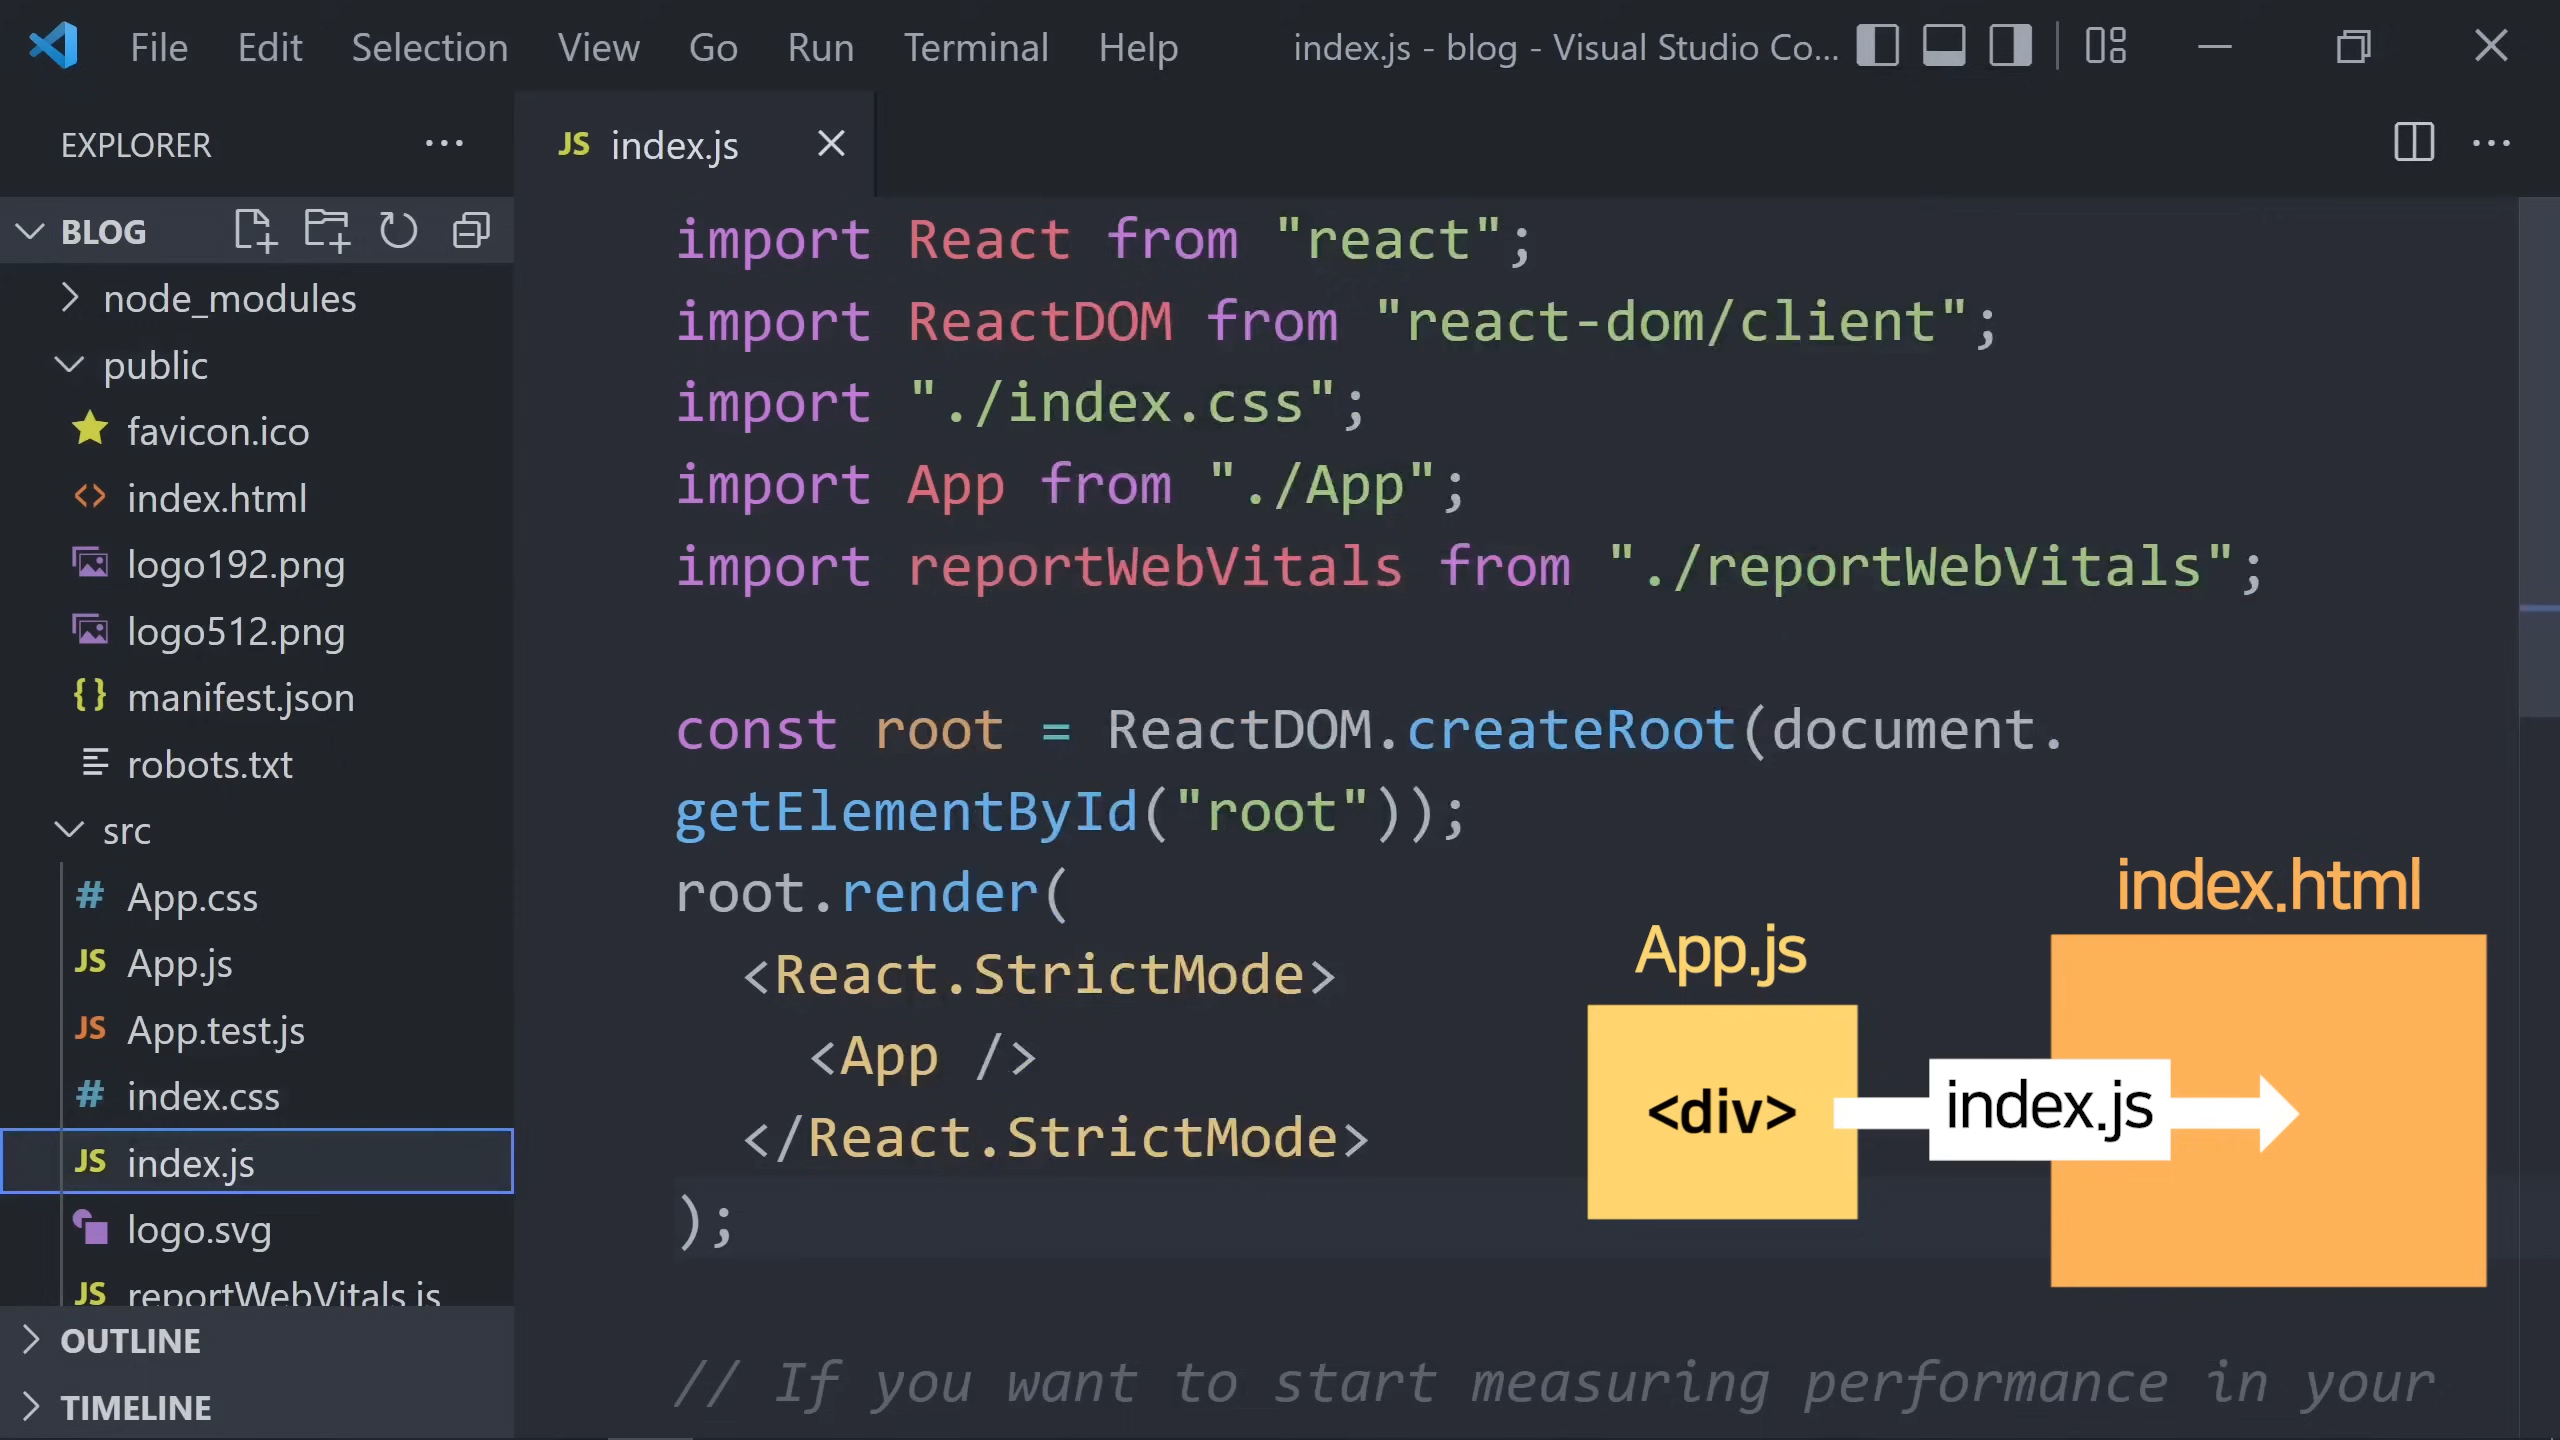 File Edit Selection View Go Run Terminal Help index.js - blog - Visual Studio Co...
EXPLORER ...
JS index.js
BLOG
node_modules
public
favicon.ico
index.html
logo192.png
logo512.png
{} manifest.json
robots.txt
src
# App.css
JS App.js
JS App.test.js
# index.css
JS index.js
logo.svg
JS reportWebVitals.js
OUTLINE
TIMELINE
import React from "react";
import ReactDOM from "react-dom/client";
import "./index.css";
import App from "./App";
import reportWebVitals from "./reportWebVitals";
const root = ReactDOM.createRoot(document.
getElementById("root"));
root.render(
<React.StrictMode>
<App />
</React.StrictMode>
);
// If you want to start measuring performance in your
App.js
<div>
index.js
index.html